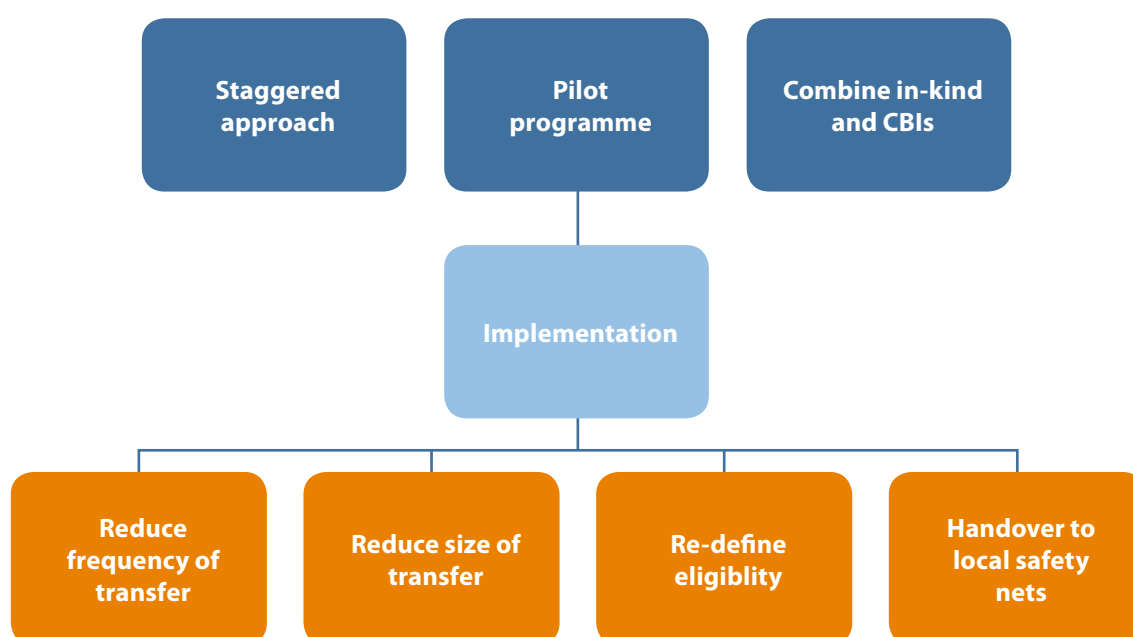 Staggered
approach
Pilot
programme
Combine in-kind
and CBIs
Implementation
Reduce
frequency of
transfer
Reduce size of
transfer
Re-define
eligiblity
Handover to
local safety
nets